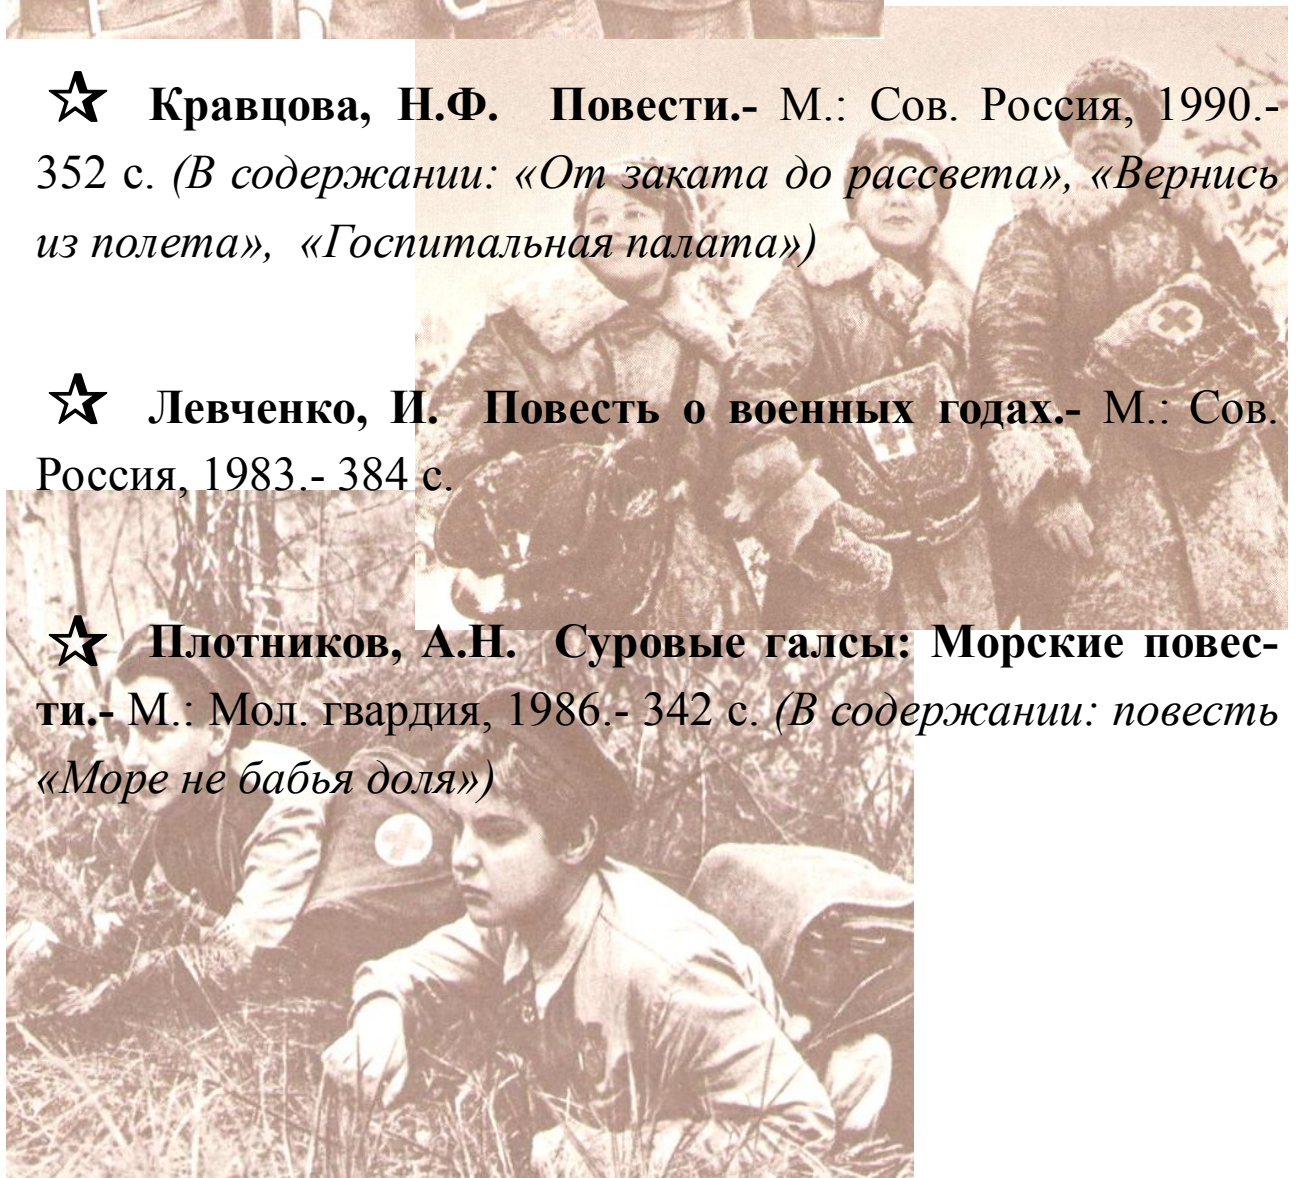 Кравцова, Н.Ф. Повести.- М.: Сов. Россия, 1990.-
352 с. (В содержании: «От заката до рассвета», «Вернись
из полета», «Госпитальная палата»)
Левченко, И. Повесть о военных годах.- М.: Сов.
Россия, 1983.- 384 с.
Плотников, А.Н. Суровые галсы: Морские повес-
ти.- М.: Мол. гвардия, 1986.- 342 с. (В содержании: повесть
«Море не бабья доля»)